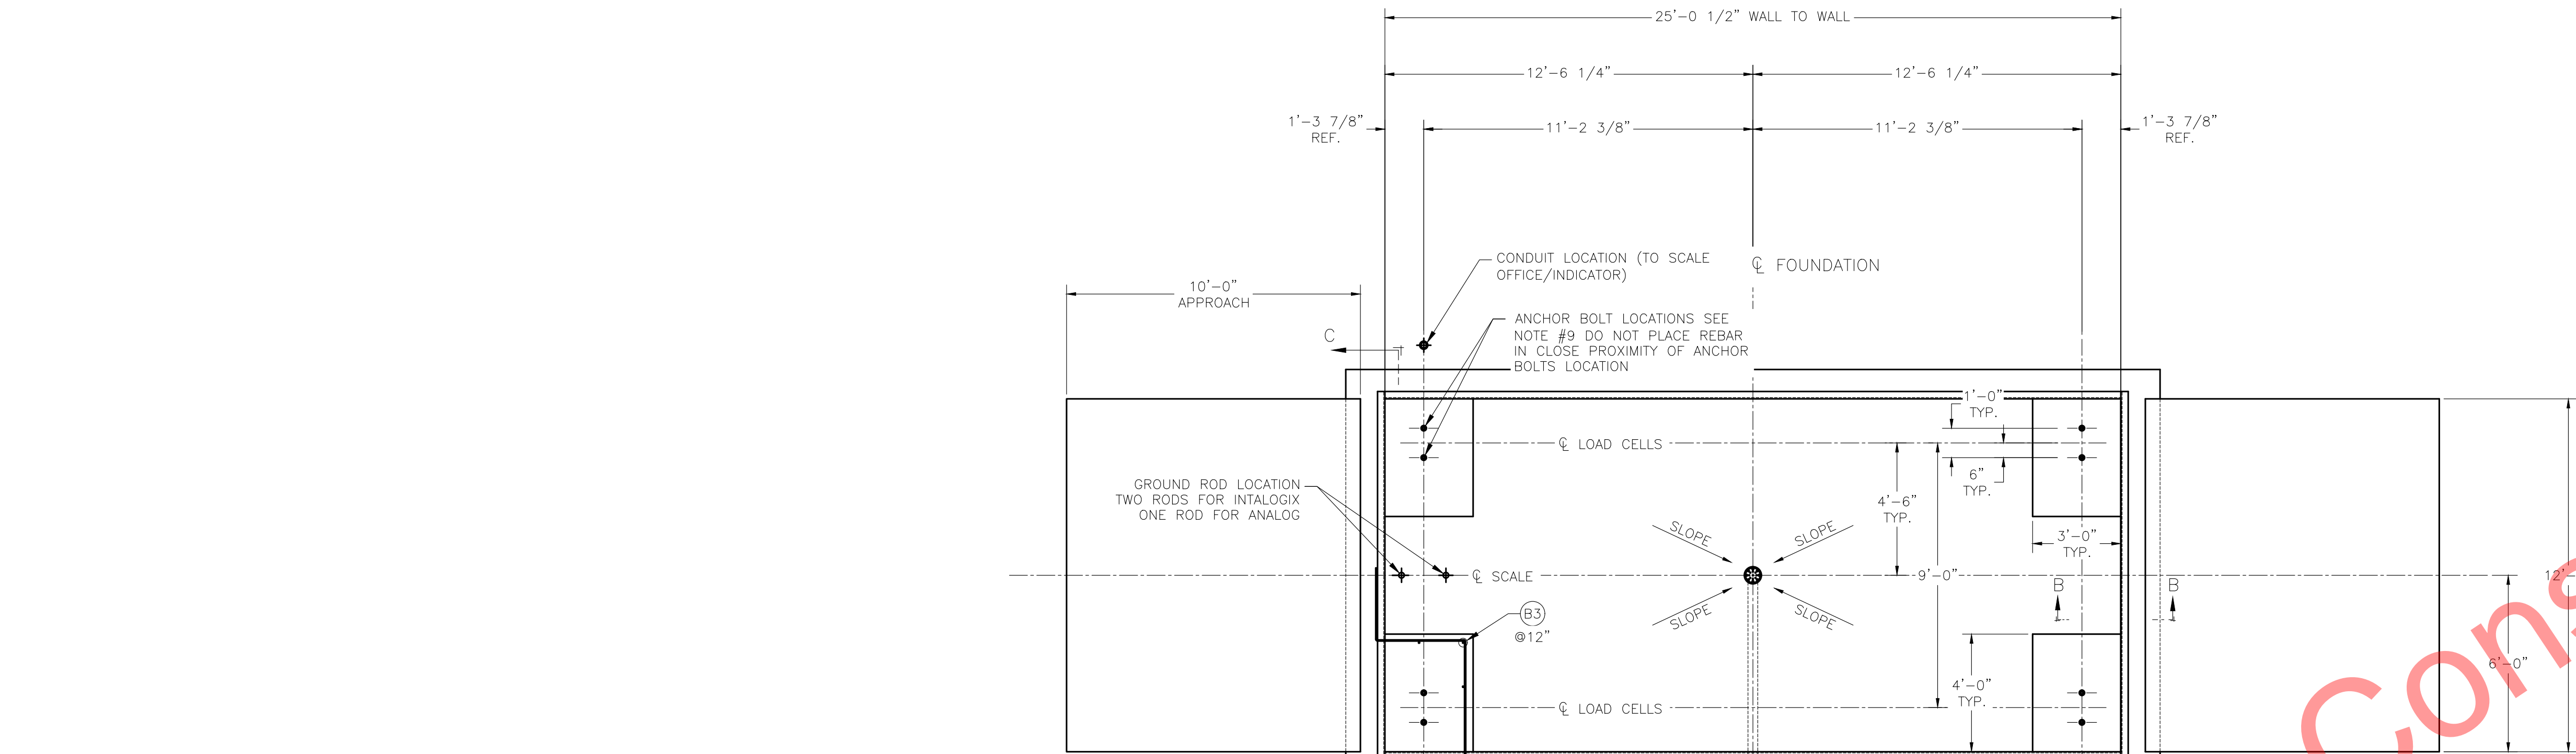 25'-0 1/2" WALL TO WALL
12'-6 1/4"
12'-6 1/4"
1'-3 7/8"
REF.
11'-2 3/8"
11'-2 3/8"
1'-3 7/8"
REF.
CONDUIT LOCATION (TO SCALE
OFFICE/INDICATOR)
℄ FOUNDATION
10'-0"
APPROACH
ANCHOR BOLT LOCATIONS SEE
NOTE #9 DO NOT PLACE REBAR
IN CLOSE PROXIMITY OF ANCHOR
BOLTS LOCATION
C
1'-0"
TYP.
℄ LOAD CELLS
6"
TYP.
GROUND ROD LOCATION
TWO RODS FOR INTALOGIX
ONE ROD FOR ANALOG
4'-6"
TYP.
SLOPE
SLOPE
3'-0"
TYP.
℄ SCALE
9'-0"
12'-
B
B
SLOPE
SLOPE
B3
@12"
6'-0"
4'-0"
TYP.
℄ LOAD CELLS
Cons